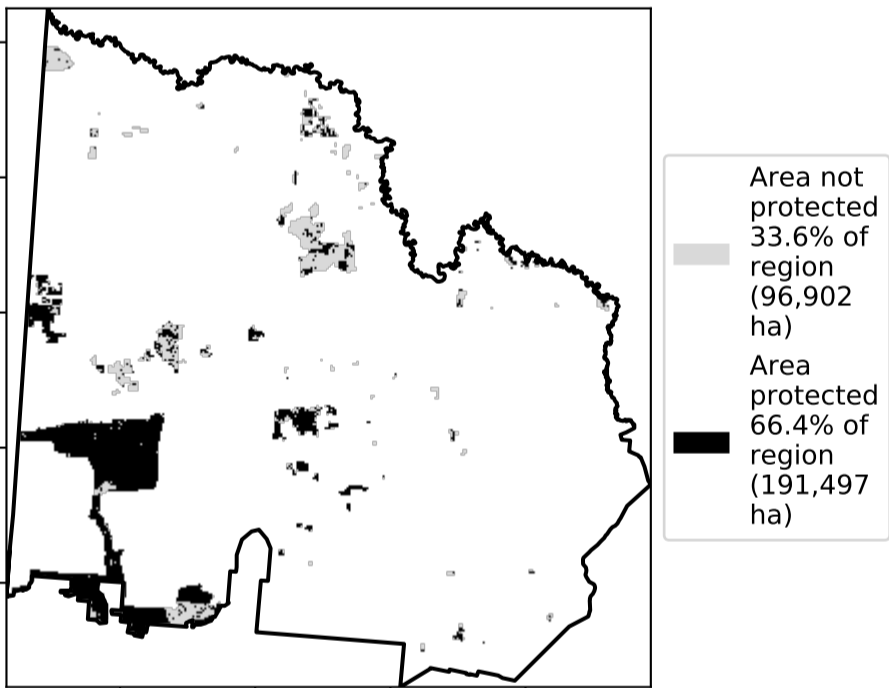 Area not
protected
33.6% of
region
(96,902
ha)
Area
protected
66.4% of
region
(191,497
ha)